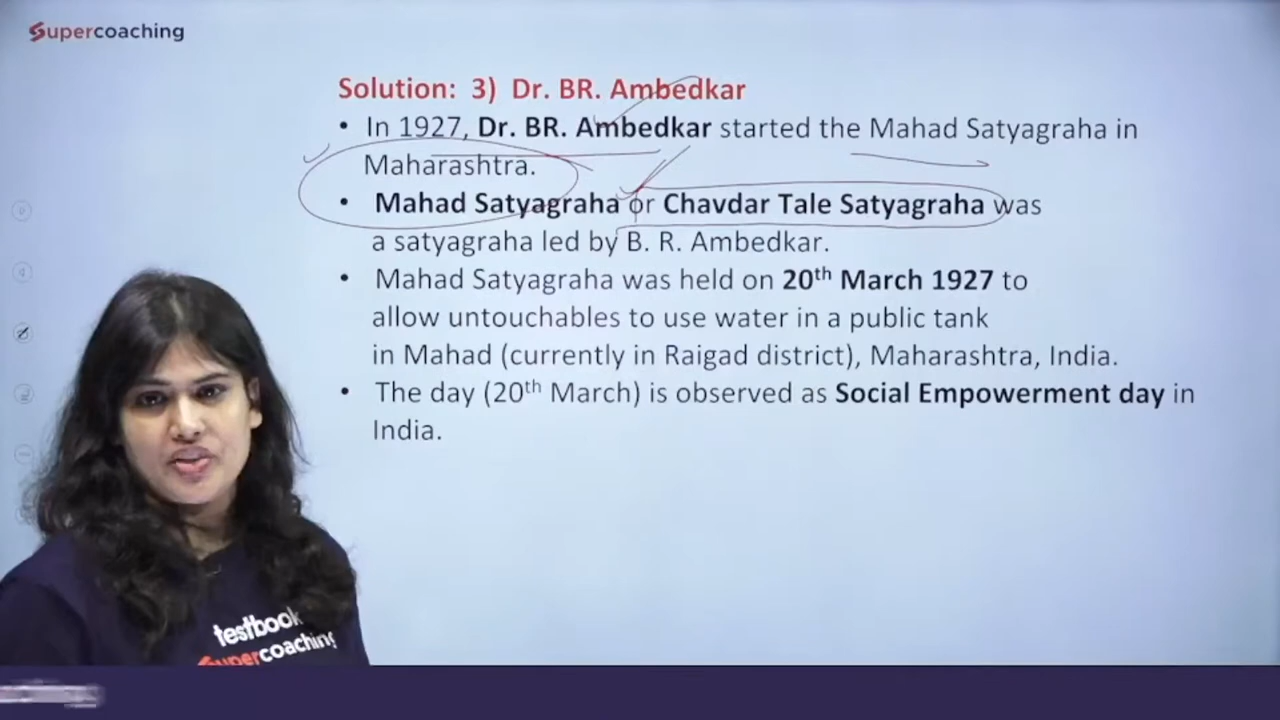 Supercoaching
Solution: 3) Dr. BR. Ambedkar
• In 1927, Dr. BR. Ambedkar started the Mahad Satyagraha in
Maharashtra.
• Mahad Satyagraha or Chavdar Tale Satyagraha was
a satyagraha led by B. R. Ambedkar.
• Mahad Satyagraha was held on 20th March 1927 to
allow untouchables to use water in a public tank
in Mahad (currently in Raigad district), Maharashtra, India.
• The day (20th March) is observed as Social Empowerment day in
India.
testbook
Supercoaching